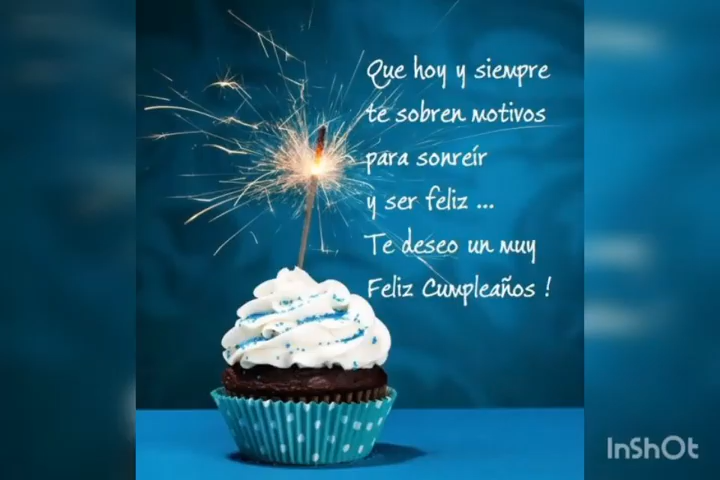 Que hoy y siempre
te sobren motivos
para sonreír
y ser feliz ...
Te deseo un muy
Feliz Cumpleaños !
InShOt